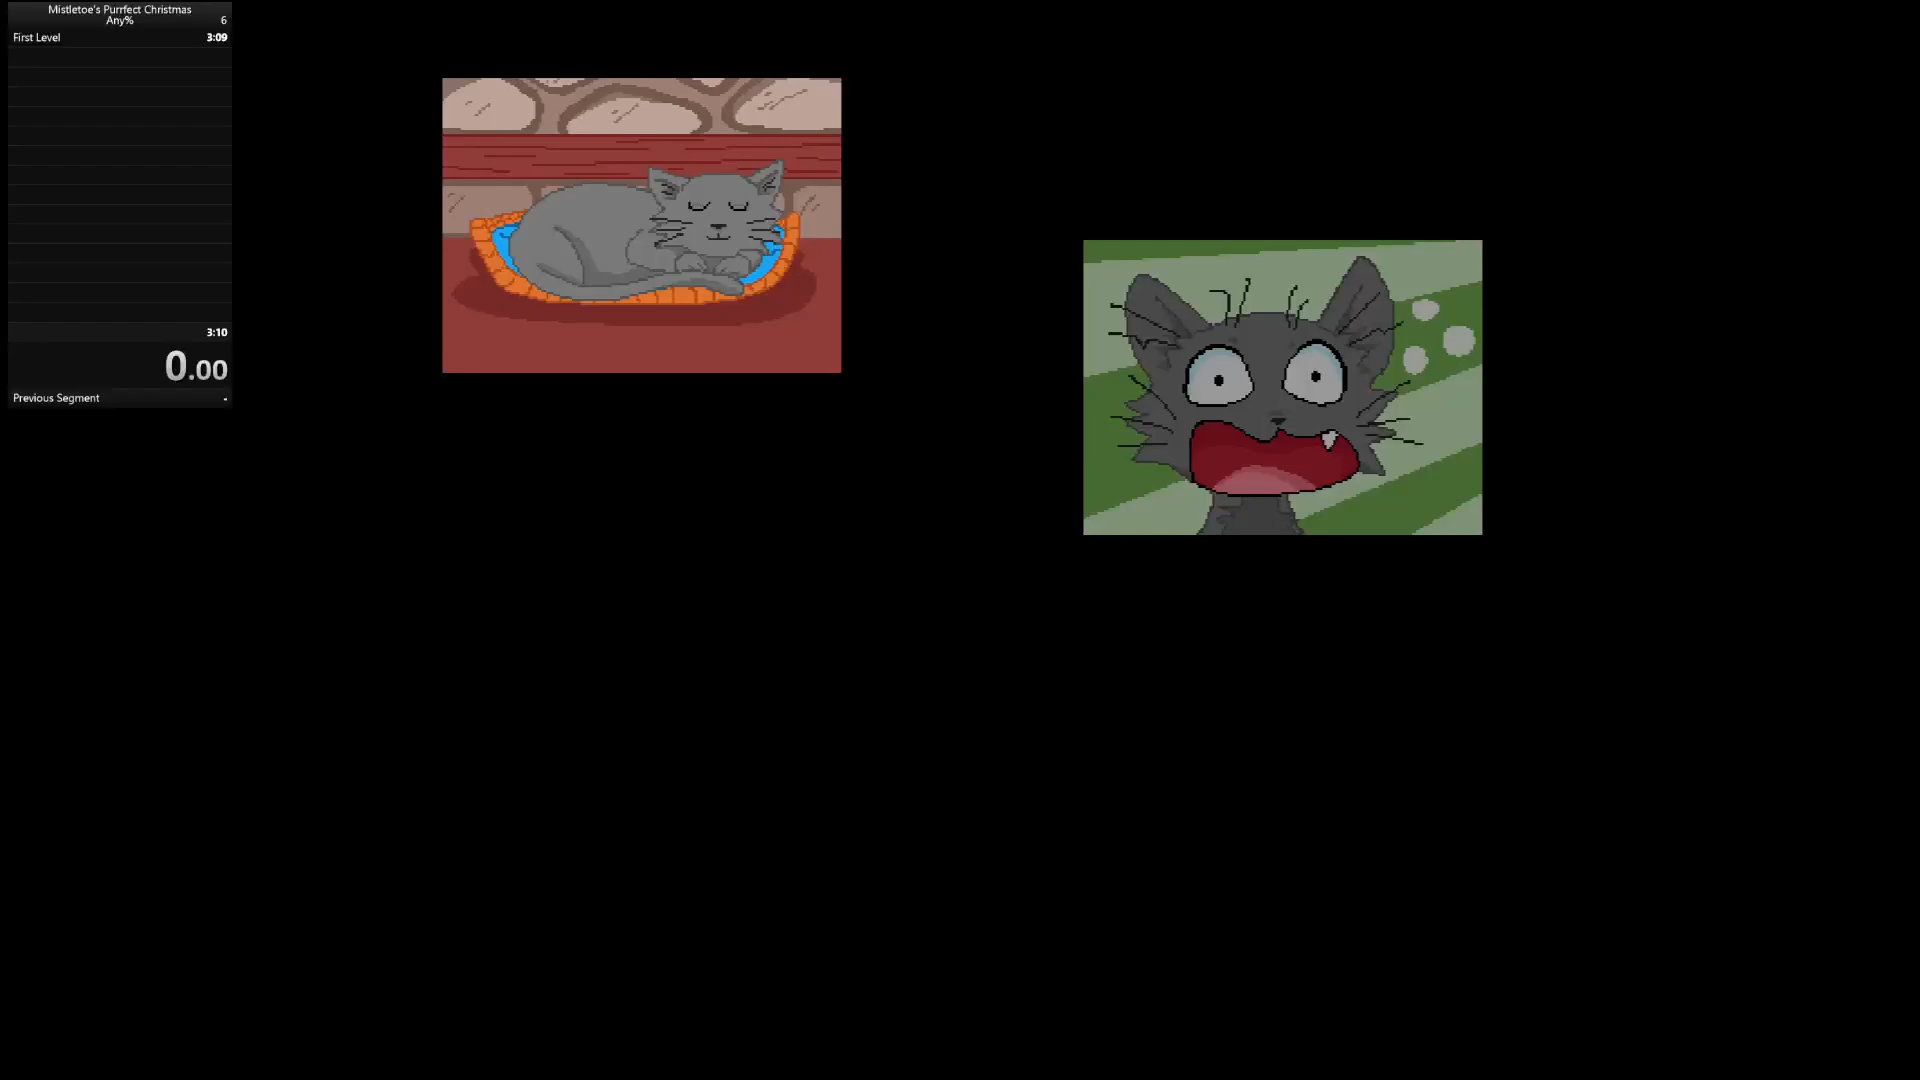 Mistletoe's Purrfect Christmas
Any% 6
First Level 3:09
3:10
0.00
Previous Segment -